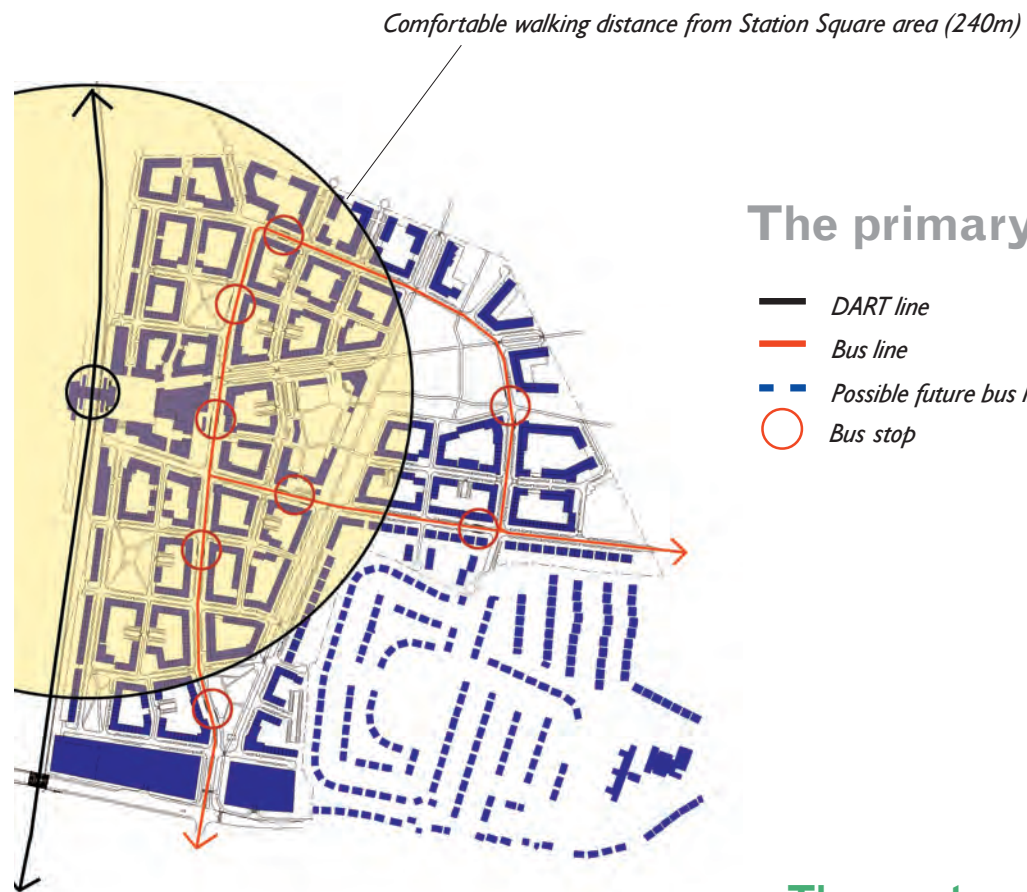 Comfortable walking distance from Station Square area (240m)
The primary
DART line
Bus line
Possible future bus
Bus stop